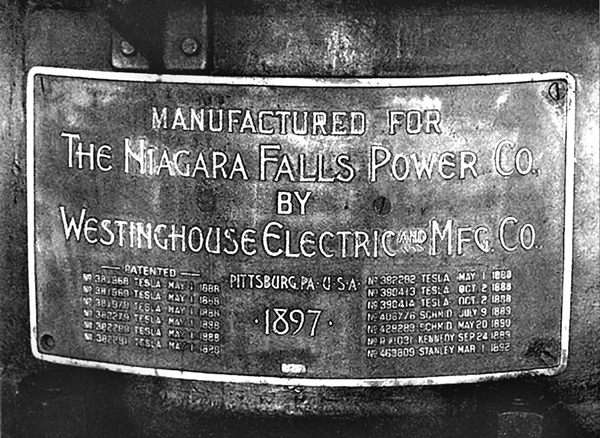 MANUFACTURED FOR
THE NIAGARA FALLS POWER CO.
BY
WESTINGHOUSE ELECTRIC AND MFG. CO.
PATENTED
Nº 381968 TESLA MAY 1 1888
Nº 381969 TESLA MAY 1 1888
Nº 381970 TESLA MAY 1 1888
Nº 382279 TESLA MAY 1 1888
Nº 382280 TESLA MAY 1 1888
Nº 382281 TESLA MAY 1 1888
PITTSBURG, PA · U · S · A ·
· 1897 ·
Nº 382282 TESLA MAY 1 1888
Nº 390413 TESLA OCT. 2 1888
Nº 390414 TESLA OCT. 2 1888
Nº 406776 SCHMID JULY 9 1889
Nº 428289 SCHMID MAY 20 1890
KENNEDY SEP 24 1889
Nº 469809 STANLEY MAR 1 1892